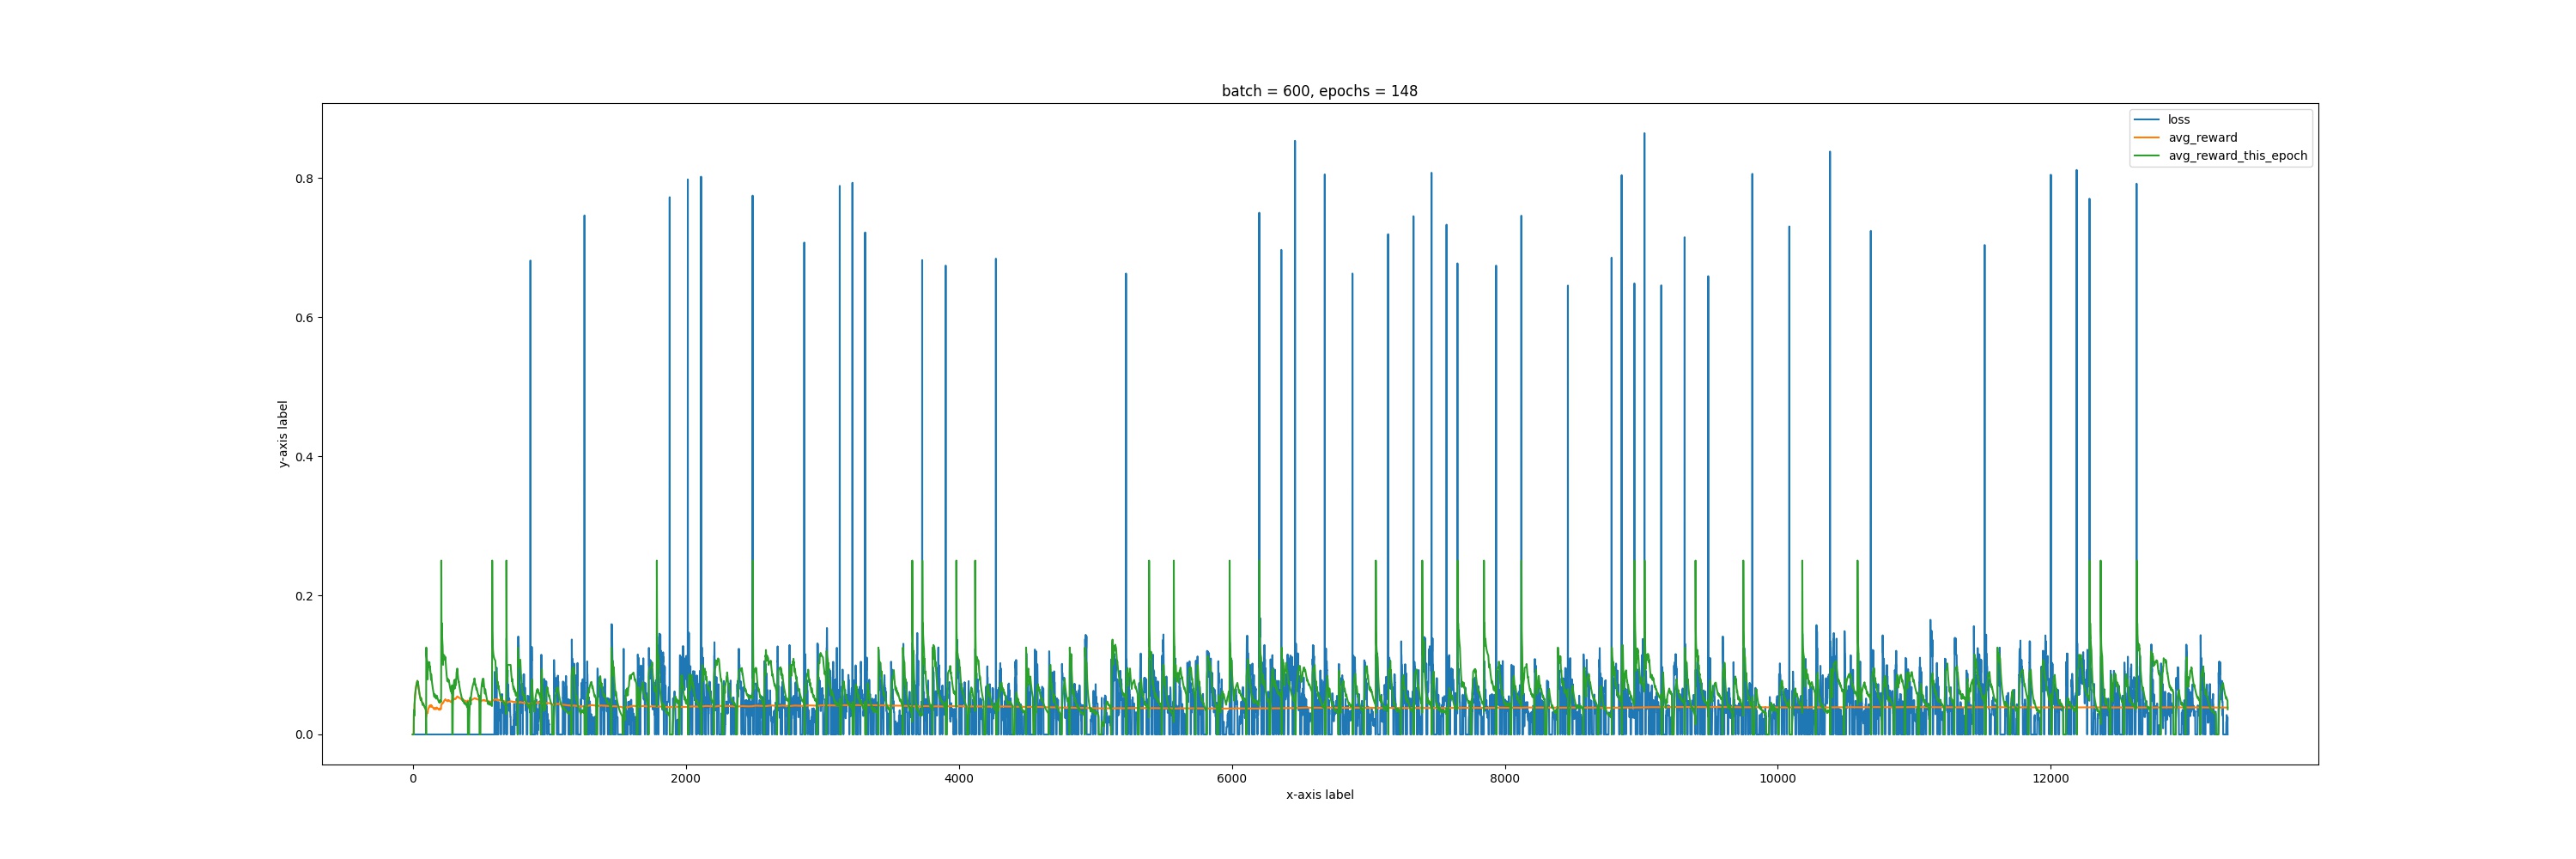 batch = 600, epochs = 148
loss
avg_reward
avg_reward_this_epoch
0.8
0.6
0.4
0.2
0.0
y-axis label
0 2000 4000 6000 8000 10000 12000
x-axis label